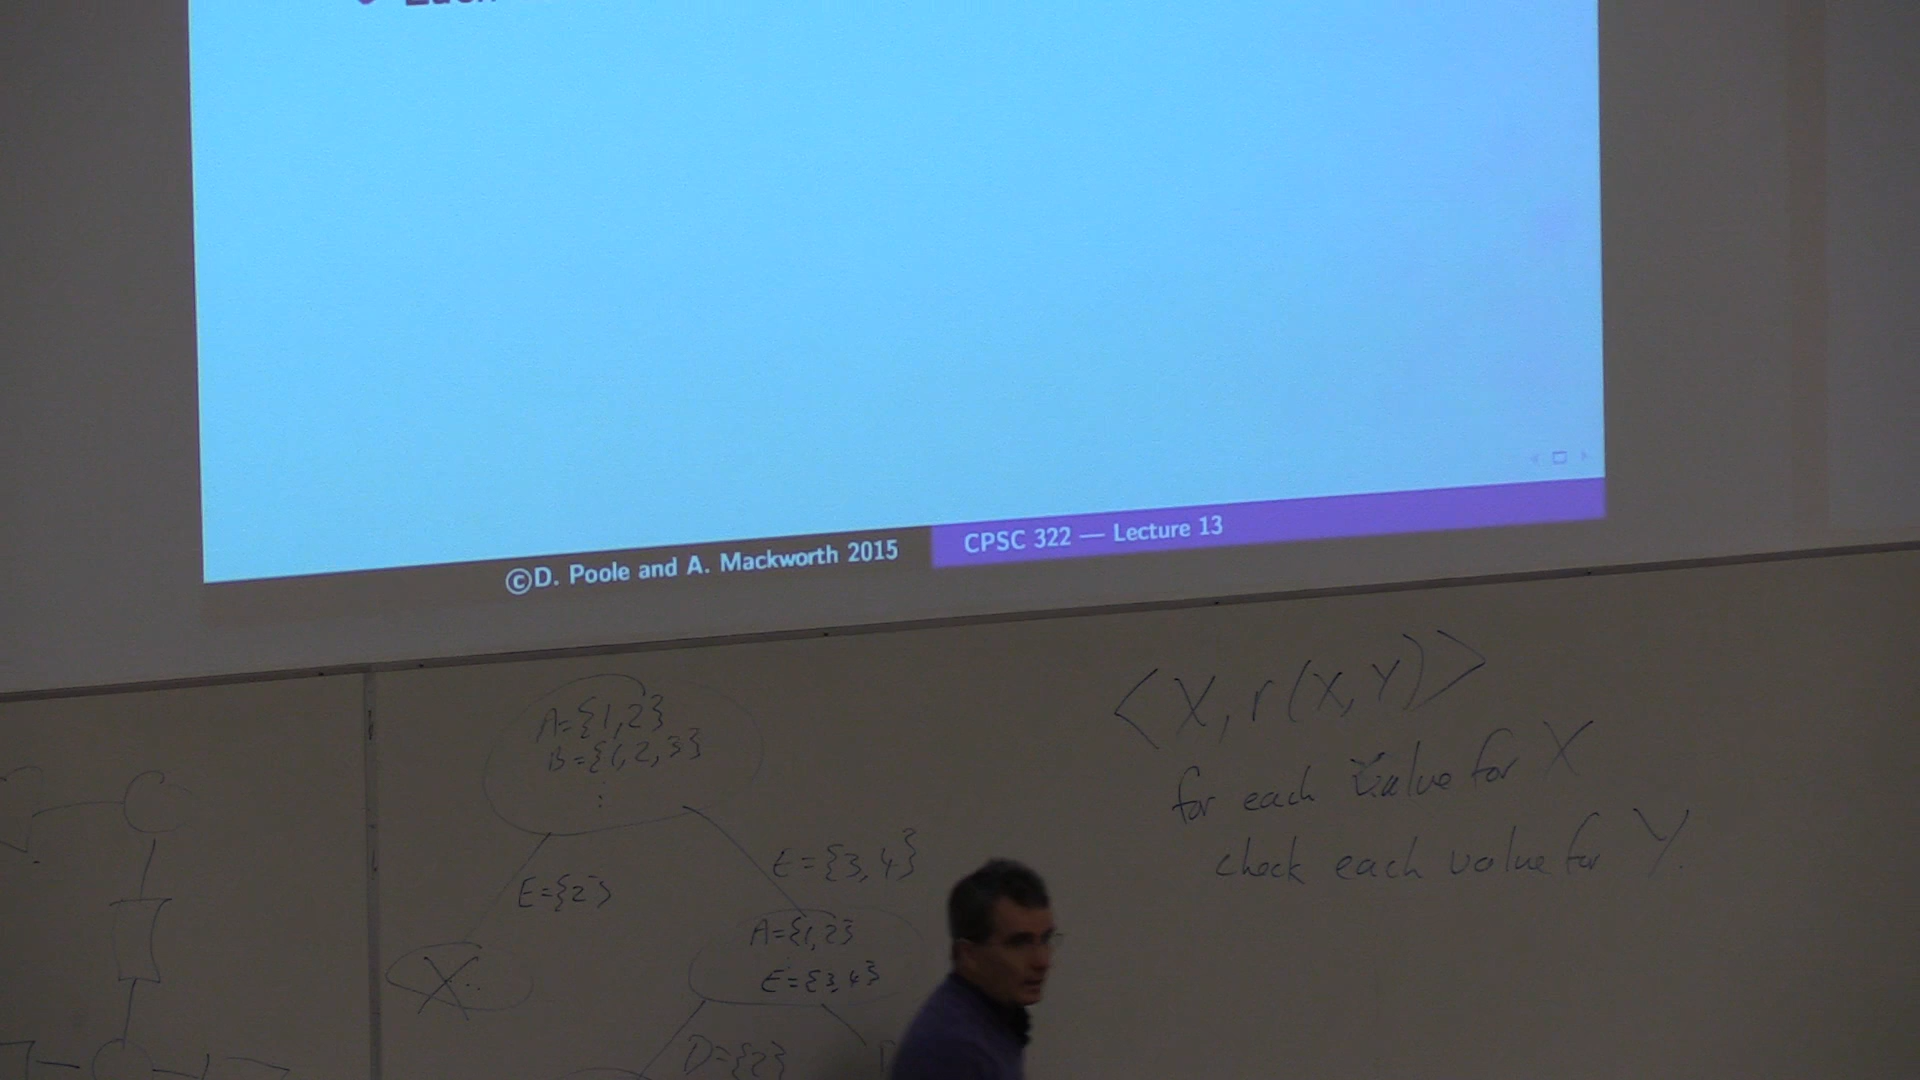 ©D. Poole and A. Mackworth 2015
CPSC 322 — Lecture 13
A={1,2}
B={1,2,3}
:
E={2}
E={3,4}
X..
A={1,2}
E={3,4}
D={2}
<X, r(X,Y)>
for each value for X
check each value for Y.